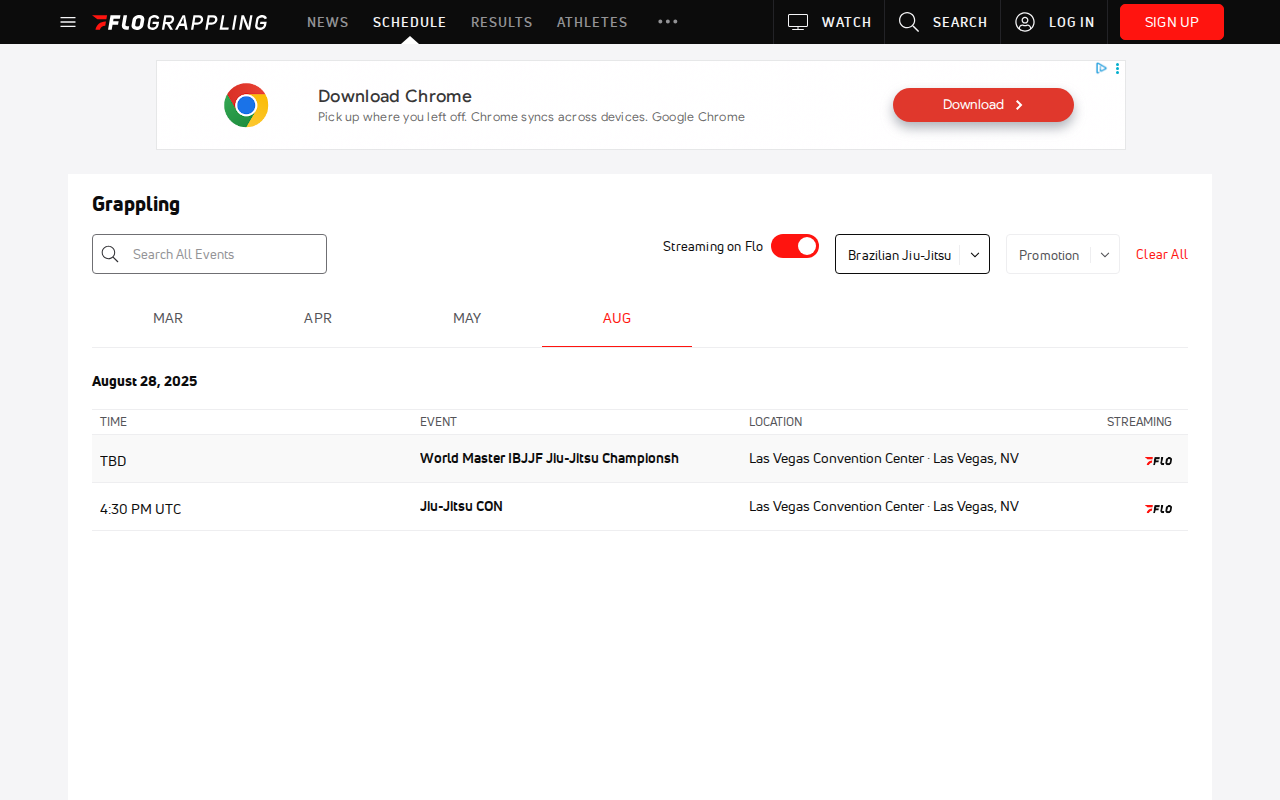 FLOGRAPPLING NEWS SCHEDULE RESULTS ATHLETES WATCH SEARCH LOG IN SIGN UP
Download Chrome
Pick up where you left off. Chrome syncs across devices. Google Chrome
Download
Grappling
Search All Events
Streaming on Flo
Brazilian Jiu-Jitsu
Promotion
Clear All
MAR APR MAY AUG
August 28, 2025
TIME EVENT LOCATION STREAMING
TBD World Master IBJJF Jiu-Jitsu Championsh Las Vegas Convention Center · Las Vegas, NV FLO
4:30 PM UTC Jiu-Jitsu CON Las Vegas Convention Center · Las Vegas, NV FLO